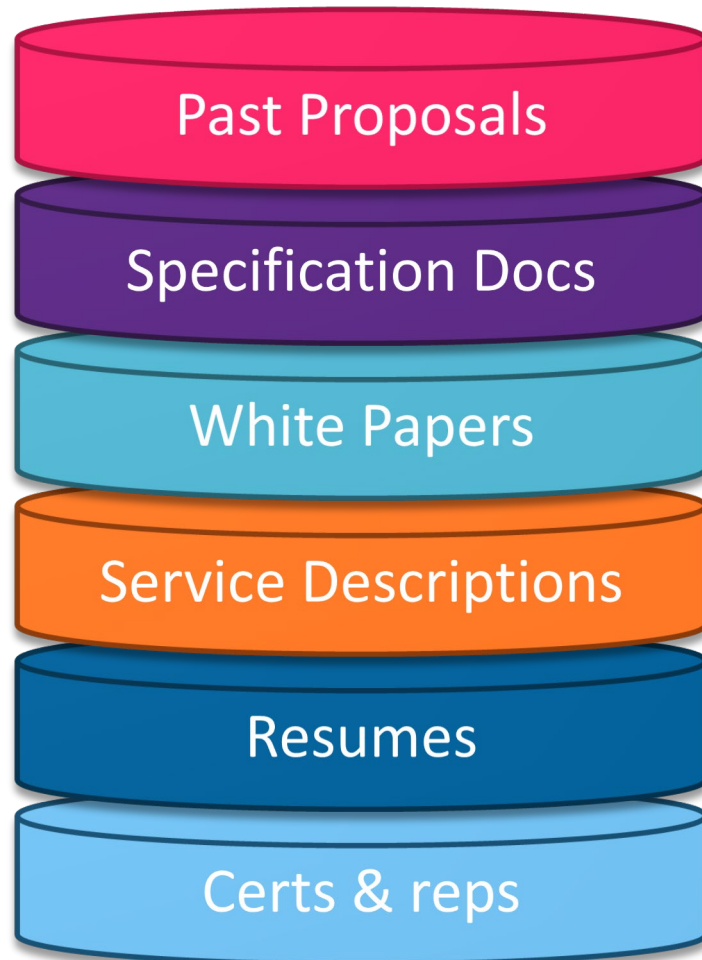 Past Proposals
Specification Docs
White Papers
Service Descriptions
Resumes
Certs & reps